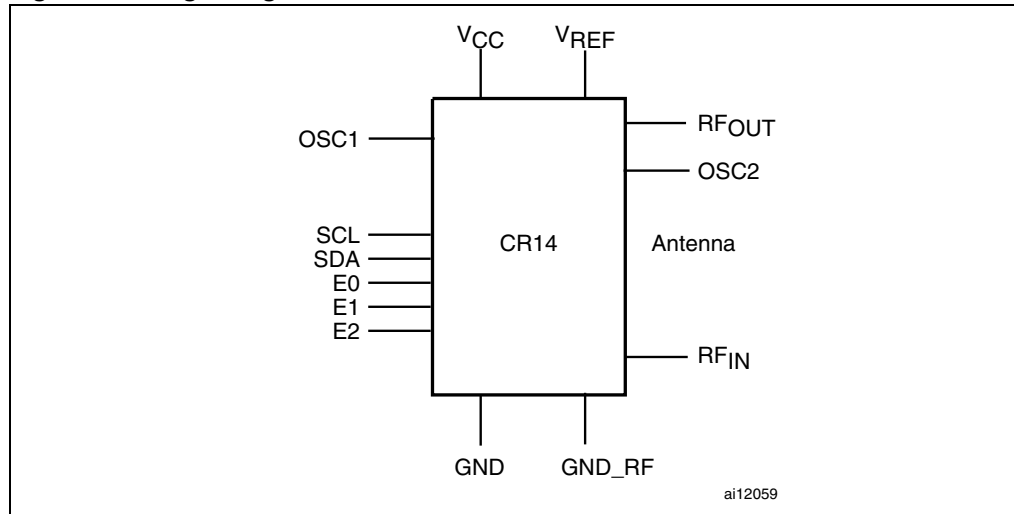 VCC VREF
RFOUT
OSC1
OSC2
SCL
CR14 Antenna
SDA
E0
E1
E2
RFIN
GND GND_RF
ai12059